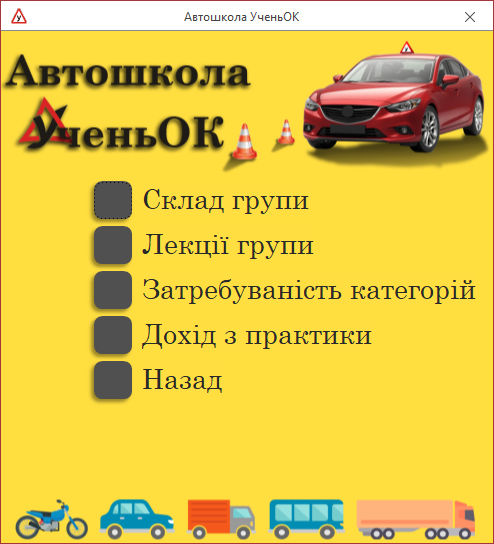 Автошкола УченьОК
Автошкола
УченьОК
Склад групи
Лекції групи
Затребуваність категорій
Дохід з практики
Назад